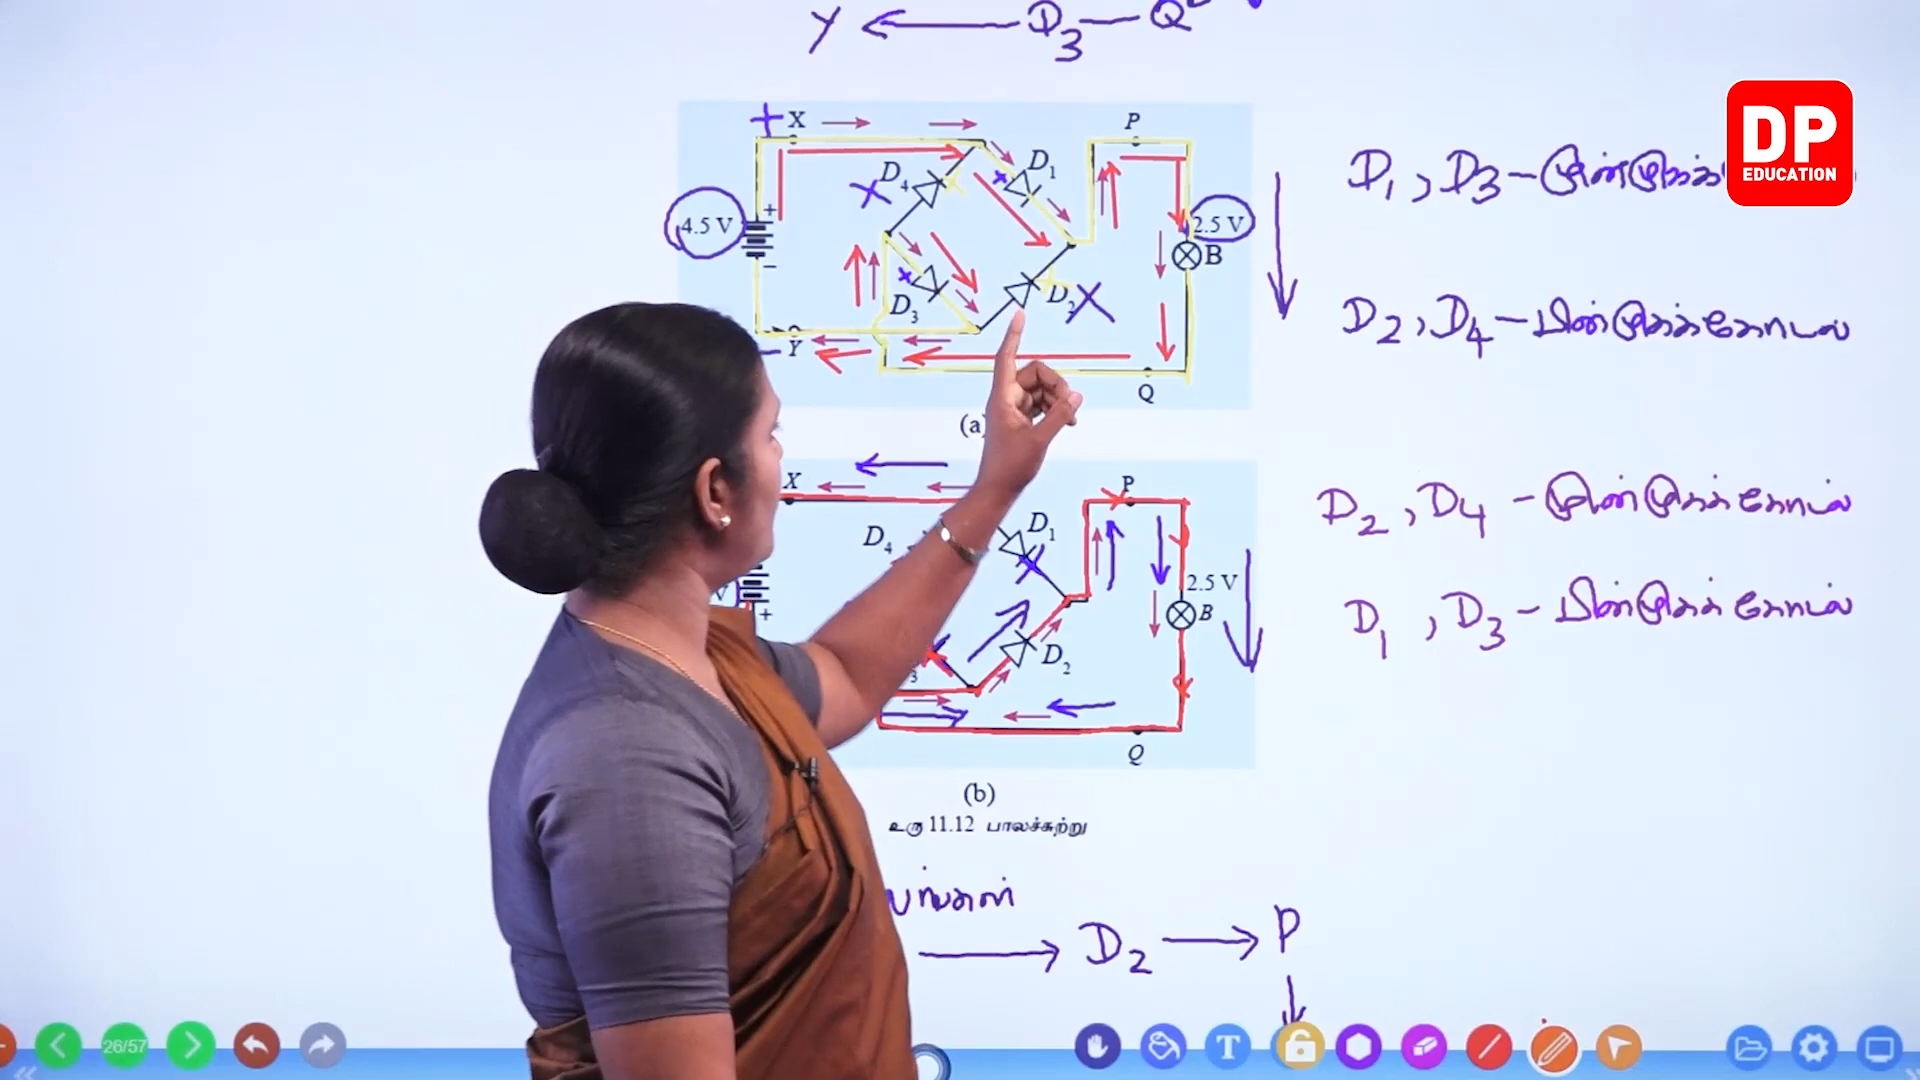 Y ← D3 — Q
DP
EDUCATION
+ X P
D4 D1
4.5 V + 2.5 V
B
D3 D2
−
Y
Q
(a)
D1 , D3 –
D2 , D4 – பின்முகக்கோடல்
X P
D4 D1
2.5 V
+ B
3 D2
Q
(b)
உரு 11.12 பாலச்சுற்று
D2 , D4 – முன்முகக்கோடல்
D1 , D3 – பின்முகக்கோடல்
→ D2 → P
↓
26/57
T